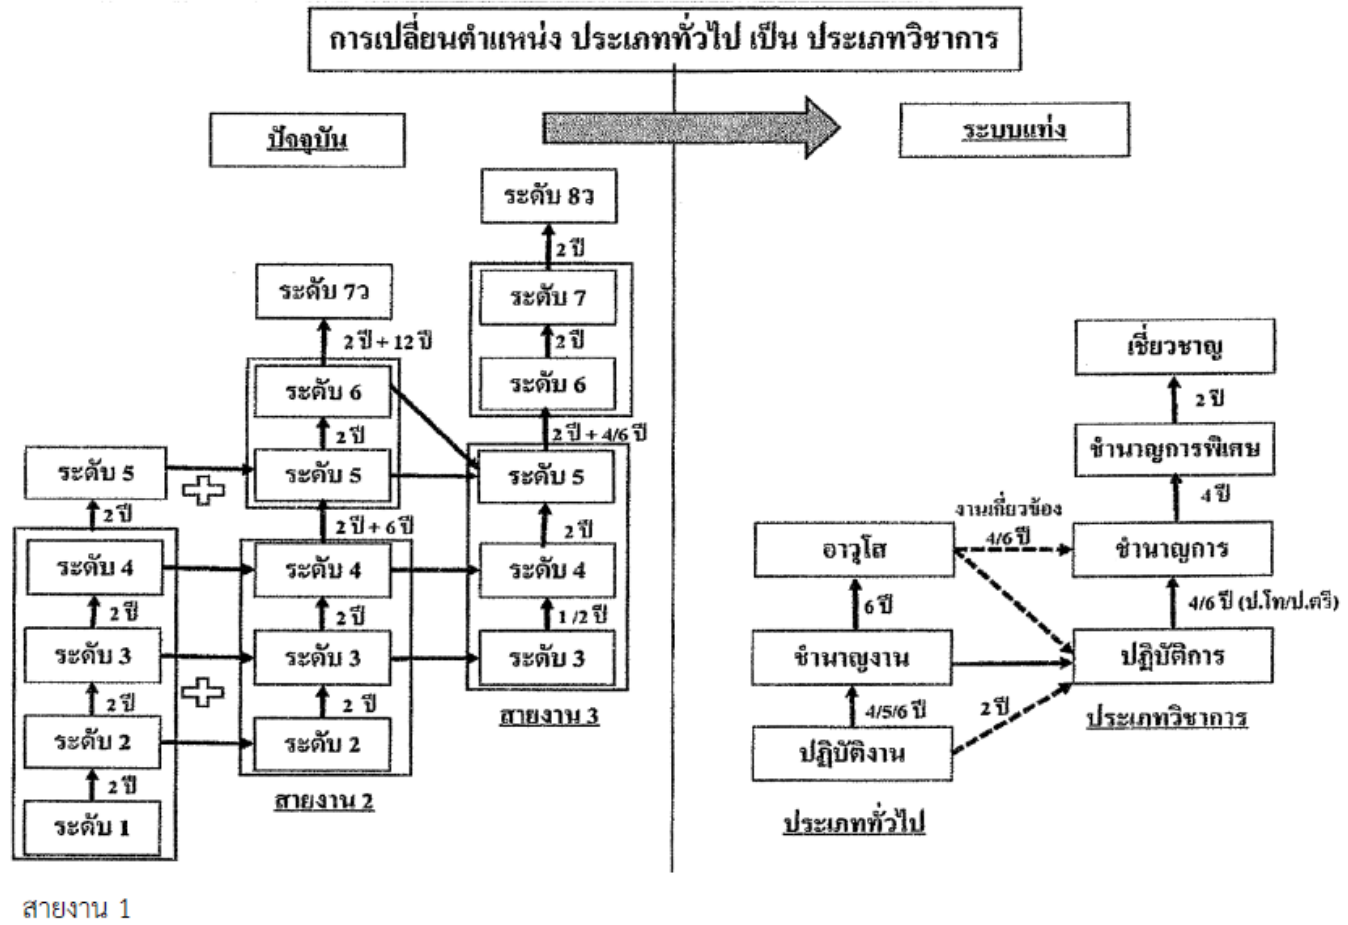 การเปลี่ยนตำแหน่ง ประเภททั่วไป เป็น ประเภทวิชาการ
ปัจจุบัน
ระบบแท่ง
ระดับ 5
2 ปี
ระดับ 4
2 ปี
ระดับ 3
2 ปี
ระดับ 2
2 ปี
ระดับ 1
สายงาน 1
ระดับ 7ว
2 ปี + 12 ปี
ระดับ 6
2 ปี
ระดับ 5
2 ปี + 6 ปี
ระดับ 4
2 ปี
ระดับ 3
2 ปี
ระดับ 2
สายงาน 2
ระดับ 8ว
2 ปี
ระดับ 7
2 ปี
ระดับ 6
2 ปี + 4/6 ปี
ระดับ 5
2 ปี
ระดับ 4
1 /2 ปี
ระดับ 3
สายงาน 3
อาวุโส
6 ปี
ชำนาญงาน
4/5/6 ปี
ปฏิบัติงาน
ประเภททั่วไป
งานเกี่ยวข้อง
4/6 ปี
2 ปี
เชี่ยวชาญ
2 ปี
ชำนาญการพิเศษ
4 ปี
ชำนาญการ
4/6 ปี (ป.โท/ป.ตรี)
ปฏิบัติการ
ประเภทวิชาการ